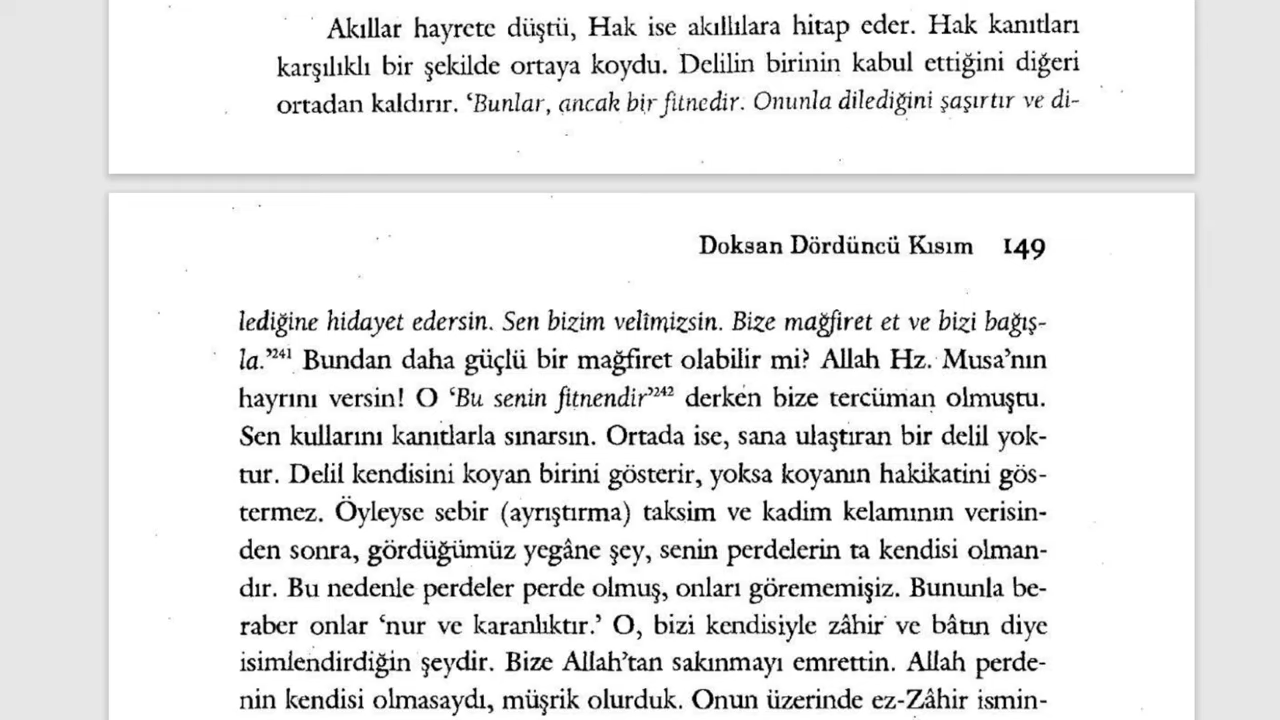 Akıllar hayrete düştü, Hak ise akıllılara hitap eder. Hak kanıtları
karşılıklı bir şekilde ortaya koydu. Delilin birinin kabul ettiğini diğeri
ortadan kaldırır. ‘Bunlar, ancak bir fitnedir. Onunla dilediğini şaşırtır ve di-
Doksan Dördüncü Kısım 149
lediğine hidayet edersin. Sen bizim velîmizsin. Bize mağfiret et ve bizi bağış-
la.’²⁴¹ Bundan daha güçlü bir mağfiret olabilir mi? Allah Hz. Musa’nın
hayrını versin! O ‘Bu senin fitnendir’²⁴² derken bize tercüman olmuştu.
Sen kullarını kanıtlarla sınarsın. Ortada ise, sana ulaştıran bir delil yok-
tur. Delil kendisini koyan birini gösterir, yoksa koyanın hakikatini gös-
termez. Öyleyse sebir (ayrıştırma) taksim ve kadim kelamının verisin-
den sonra, gördüğümüz yegâne şey, senin perdelerin ta kendisi olman-
dır. Bu nedenle perdeler perde olmuş, onları görememişiz. Bununla be-
raber onlar ‘nur ve karanlıktır.’ O, bizi kendisiyle zâhir ve bâtın diye
isimlendirdiğin şeydir. Bize Allah’tan sakınmayı emrettin. Allah perde-
nin kendisi olmasaydı, müşrik olurduk. Onun üzerinde ez-Zâhir ismin-